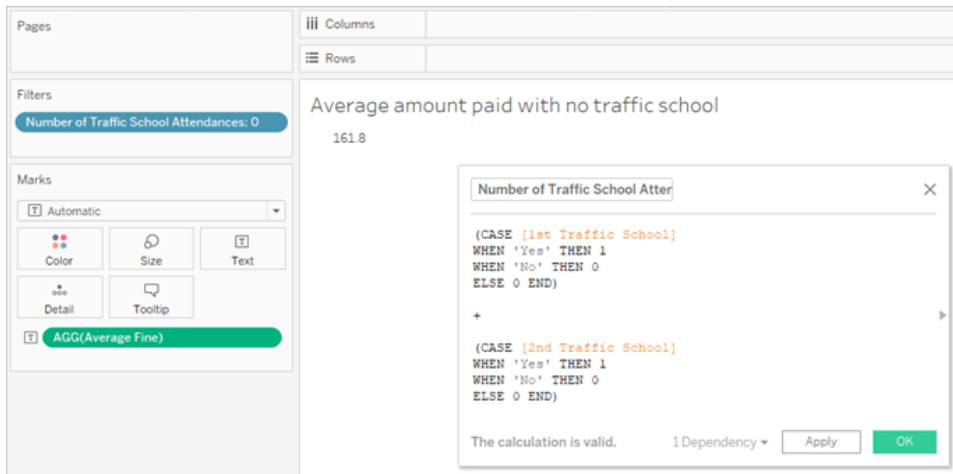 Pages
Columns
Rows
Filters
Number of Traffic School Attendances: 0
Marks
Automatic
Color
Size
Text
Detail
Tooltip
AGG(Average Fine)
Average amount paid with no traffic school
161.8
Number of Traffic School Atter
(CASE [1st Traffic School]
WHEN 'Yes' THEN 1
WHEN 'No' THEN 0
ELSE 0 END)
+
(CASE [2nd Traffic School]
WHEN 'Yes' THEN 1
WHEN 'No' THEN 0
ELSE 0 END)
The calculation is valid.
1 Dependency
Apply
OK